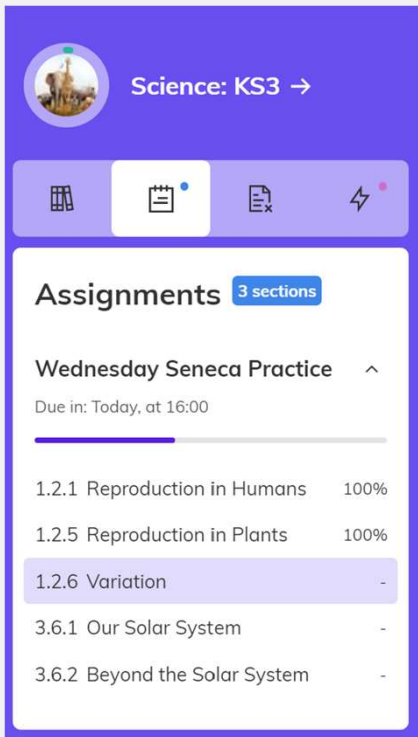 Science: KS3 →
Assignments 3 sections
Wednesday Seneca Practice
Due in: Today, at 16:00
1.2.1 Reproduction in Humans 100%
1.2.5 Reproduction in Plants 100%
1.2.6 Variation -
3.6.1 Our Solar System -
3.6.2 Beyond the Solar System -